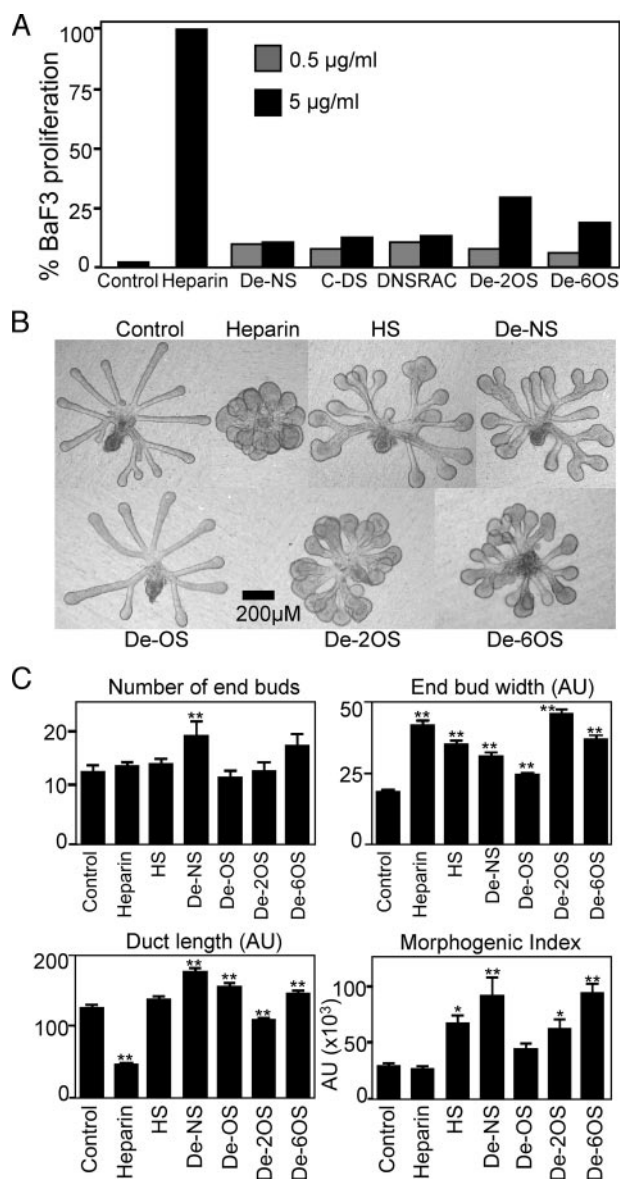 A
% BaF3 proliferation
100
75
50
25
0
0.5 µg/ml
5 µg/ml
Control Heparin De-NS C-DS DNSRAC De-2OS De-6OS
B
Control Heparin HS De-NS
200µM
De-OS De-2OS De-6OS
C
Number of end buds
20
10
0
**
Control Heparin HS De-NS De-OS De-2OS De-6OS
End bud width (AU)
50
25
0
** ** ** ** ** **
Control Heparin HS De-NS De-OS De-2OS De-6OS
Duct length (AU)
200
100
0
** ** ** ** **
Control Heparin HS De-NS De-OS De-2OS De-6OS
Morphogenic Index
AU (x10³)
100
50
0
* ** * **
Control Heparin HS De-NS De-OS De-2OS De-6OS